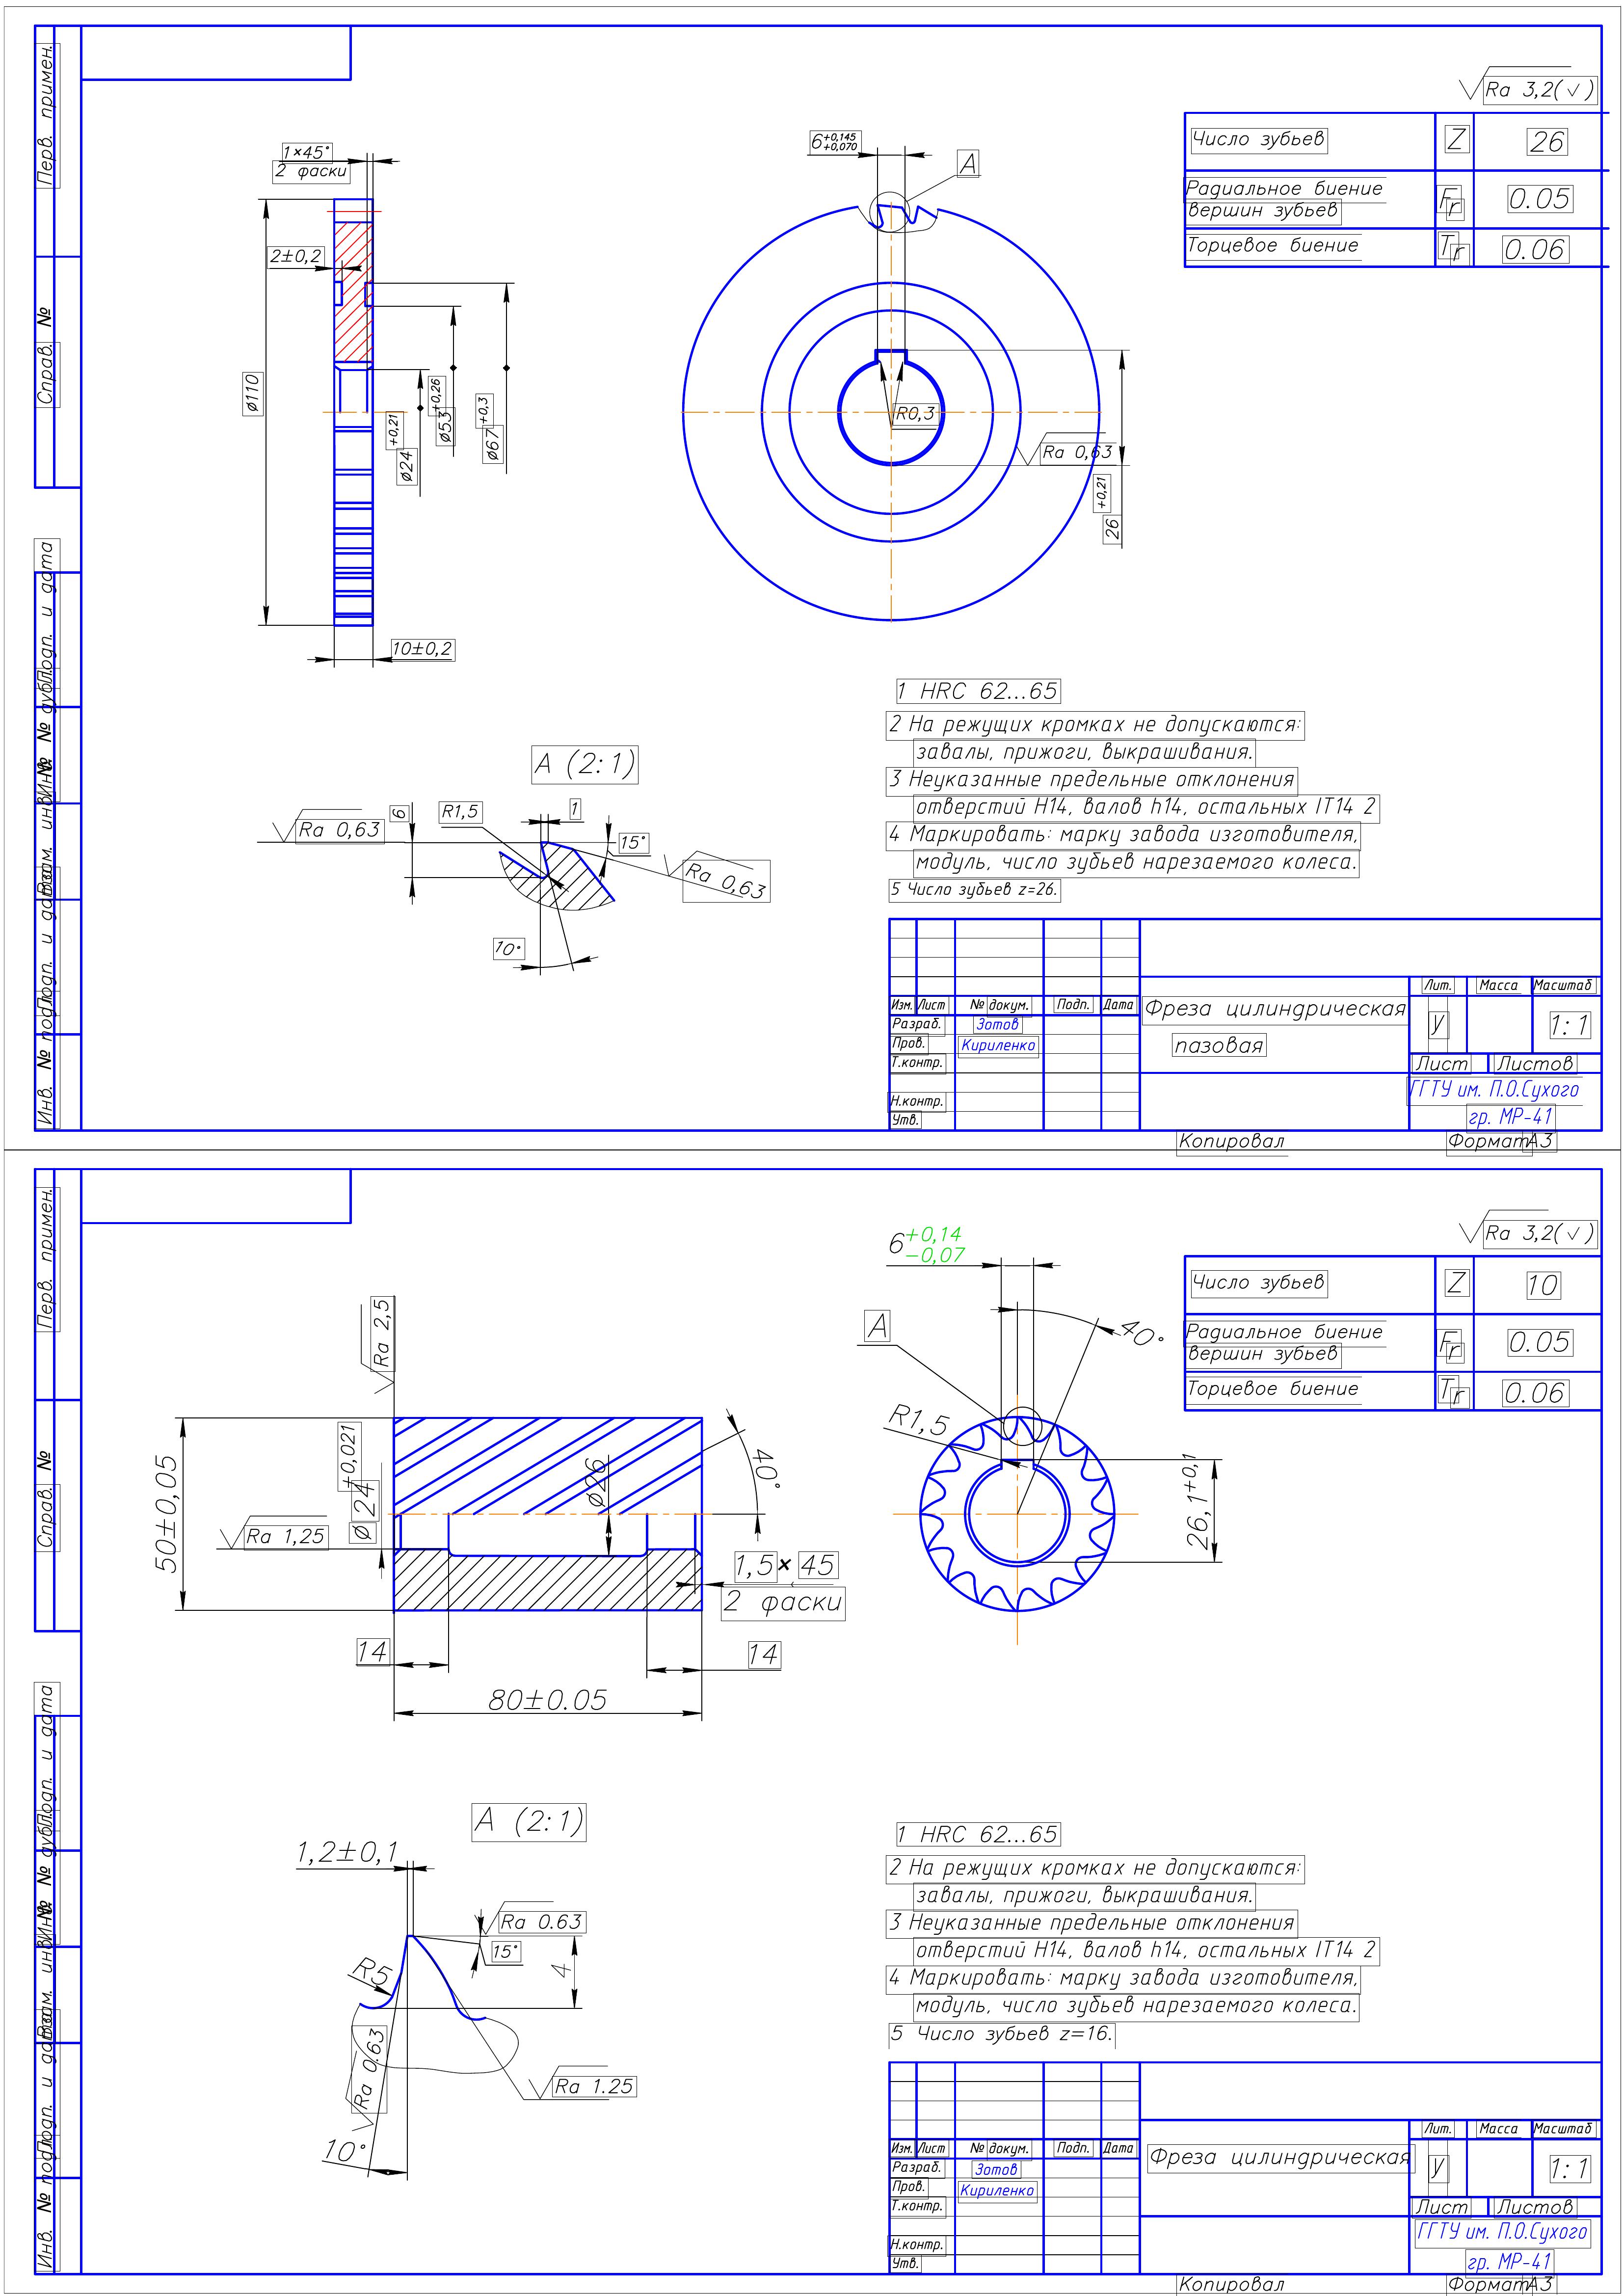 Перв. примен.
Справ. №
Подп. и дата
Инв. № дубл.
Взам. инв. №
Подп. и дата
Инв. № подл.
Ra 3,2(✓)
Число зубьев Z 26
Радиальное биение
вершин зубьев Fr 0.05
Торцевое биение Tr 0.06
1×45°
2 фаски
2±0,2
⌀110
⌀24+0,21
⌀53+0,26
⌀67+0,3
10±0,2
6+0,145
+0,070
A
R0,3
Ra 0,63
26+0,21
A (2:1)
Ra 0,63
6
R1,5
1
15°
Ra 0,63
10°
1 HRC 62...65
2 На режущих кромках не допускаются:
завалы, прижоги, выкрашивания.
3 Неуказанные предельные отклонения
отверстий H14, валов h14, остальных IT14 2
4 Маркировать: марку завода изготовителя,
модуль, число зубьев нарезаемого колеса.
5 Число зубьев z=26.
Изм. Лист № докум. Подп. Дата
Разраб. Зотов
Пров. Кириленко
Т.контр.
Н.контр.
Утв.
Фреза цилиндрическая
пазовая
Лит. Масса Масштаб
У 1:1
Лист Листов
ГГТУ им. П.О.Сухого
гр. МР-41
Копировал Формат А3
Перв. примен.
Справ. №
Подп. и дата
Инв. № дубл.
Взам. инв. №
Подп. и дата
Инв. № подл.
Ra 3,2(✓)
Число зубьев Z 10
Радиальное биение
вершин зубьев Fr 0.05
Торцевое биение Tr 0.06
Ra 2,5
50±0,05
⌀24+0,021
Ra 1,25
⌀26
40°
1,5×45
2 фаски
14
14
80±0.05
6+0,14
-0,07
A
40°
R1,5
26,1+0,1
A (2:1)
1,2±0,1
Ra 0.63
15°
4
R5
Ra 0.63
Ra 1.25
10°
1 HRC 62...65
2 На режущих кромках не допускаются:
завалы, прижоги, выкрашивания.
3 Неуказанные предельные отклонения
отверстий H14, валов h14, остальных IT14 2
4 Маркировать: марку завода изготовителя,
модуль, число зубьев нарезаемого колеса.
5 Число зубьев z=16.
Изм. Лист № докум. Подп. Дата
Разраб. Зотов
Пров. Кириленко
Т.контр.
Н.контр.
Утв.
Фреза цилиндрическая
Лит. Масса Масштаб
У 1:1
Лист Листов
ГГТУ им. П.О.Сухого
гр. МР-41
Копировал Формат А3